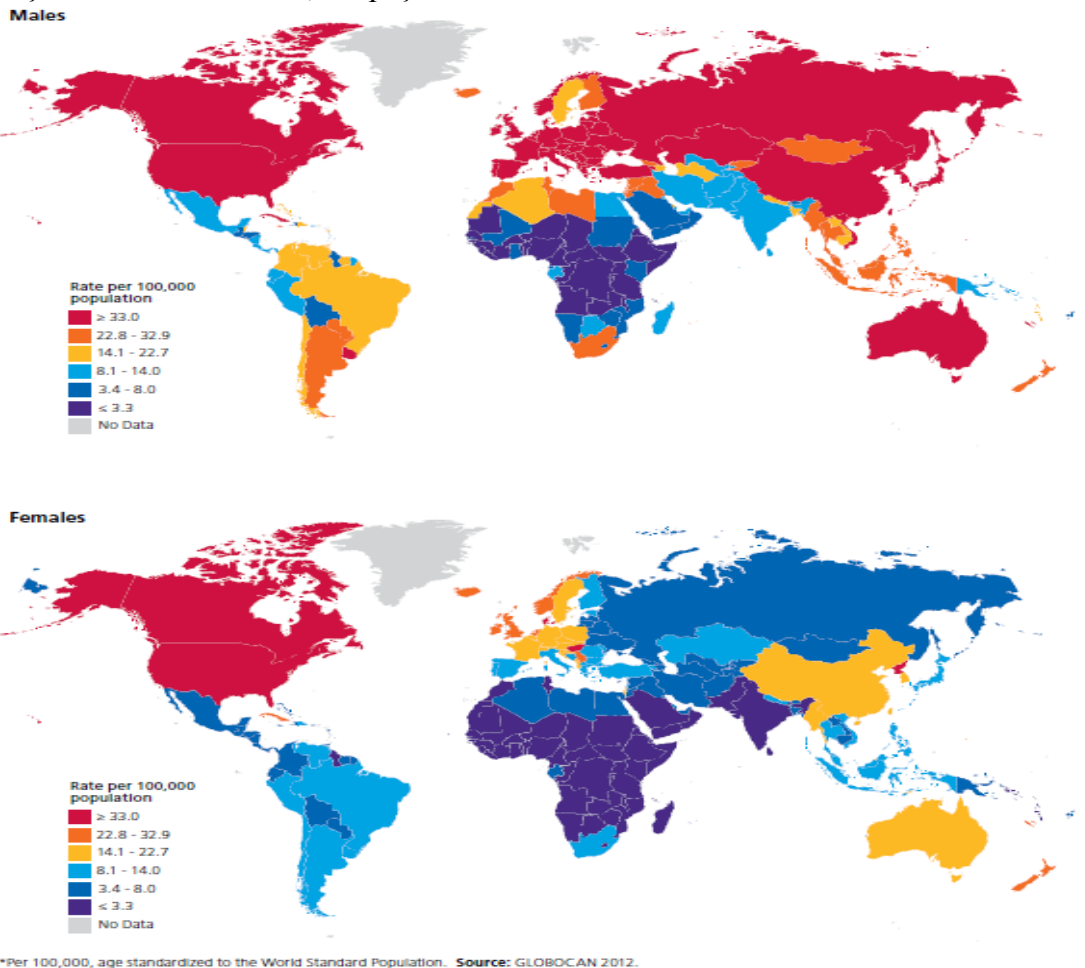 Males
Rate per 100,000
population
≥ 33.0
22.8 - 32.9
14.1 - 22.7
8.1 - 14.0
3.4 - 8.0
≤ 3.3
No Data
Females
Rate per 100,000
population
≥ 33.0
22.8 - 32.9
14.1 - 22.7
8.1 - 14.0
3.4 - 8.0
≤ 3.3
No Data
*Per 100,000, age standardized to the World Standard Population. Source: GLOBOCAN 2012.